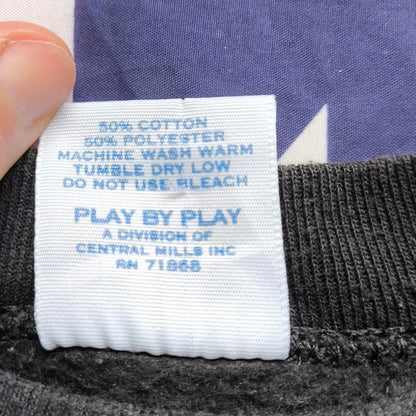 50% COTTON
50% POLYESTER
MACHINE WASH WARM
TUMBLE DRY LOW
DO NOT USE BLEACH
PLAY BY PLAY
A DIVISION OF
CENTRAL MILLS INC
RN 71868